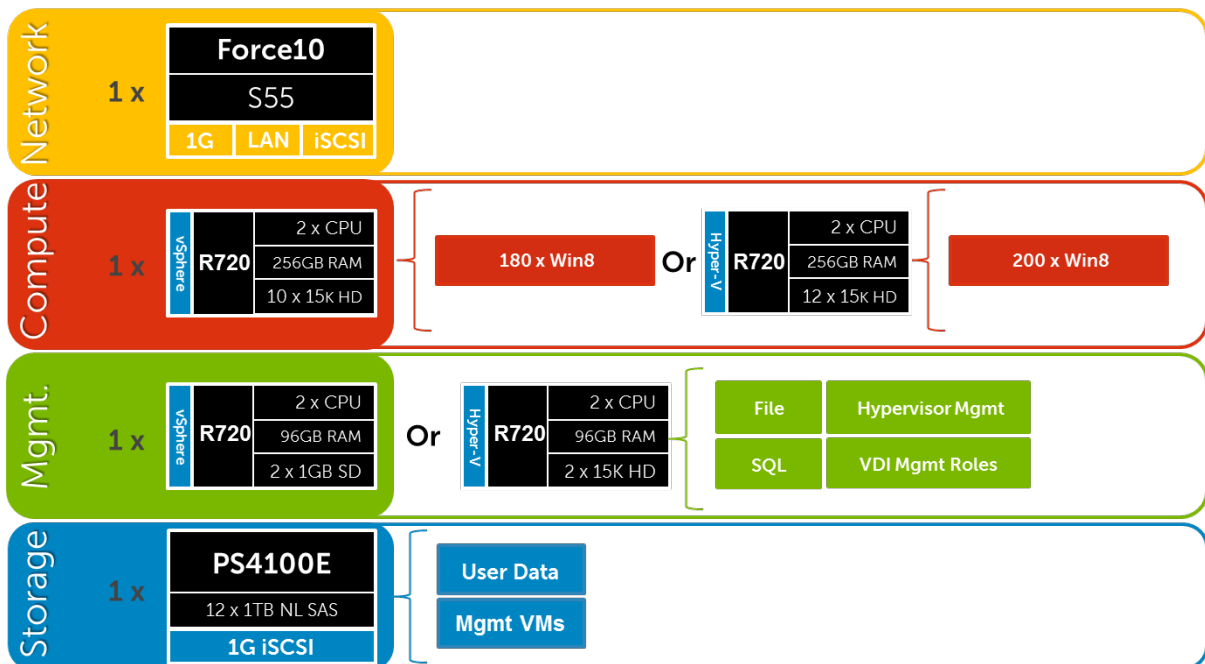 Network
1 x
Force10
S55
1G LAN iSCSI
Compute
1 x
vSphere
R720
2 x CPU
256GB RAM
10 x 15K HD
180 x Win8
Or
Hyper-V
R720
2 x CPU
256GB RAM
12 x 15K HD
200 x Win8
Mgmt.
1 x
vSphere
R720
2 x CPU
96GB RAM
2 x 1GB SD
Or
Hyper-V
R720
2 x CPU
96GB RAM
2 x 15K HD
File
Hypervisor Mgmt
SQL
VDI Mgmt Roles
Storage
1 x
PS4100E
12 x 1TB NL SAS
1G iSCSI
User Data
Mgmt VMs